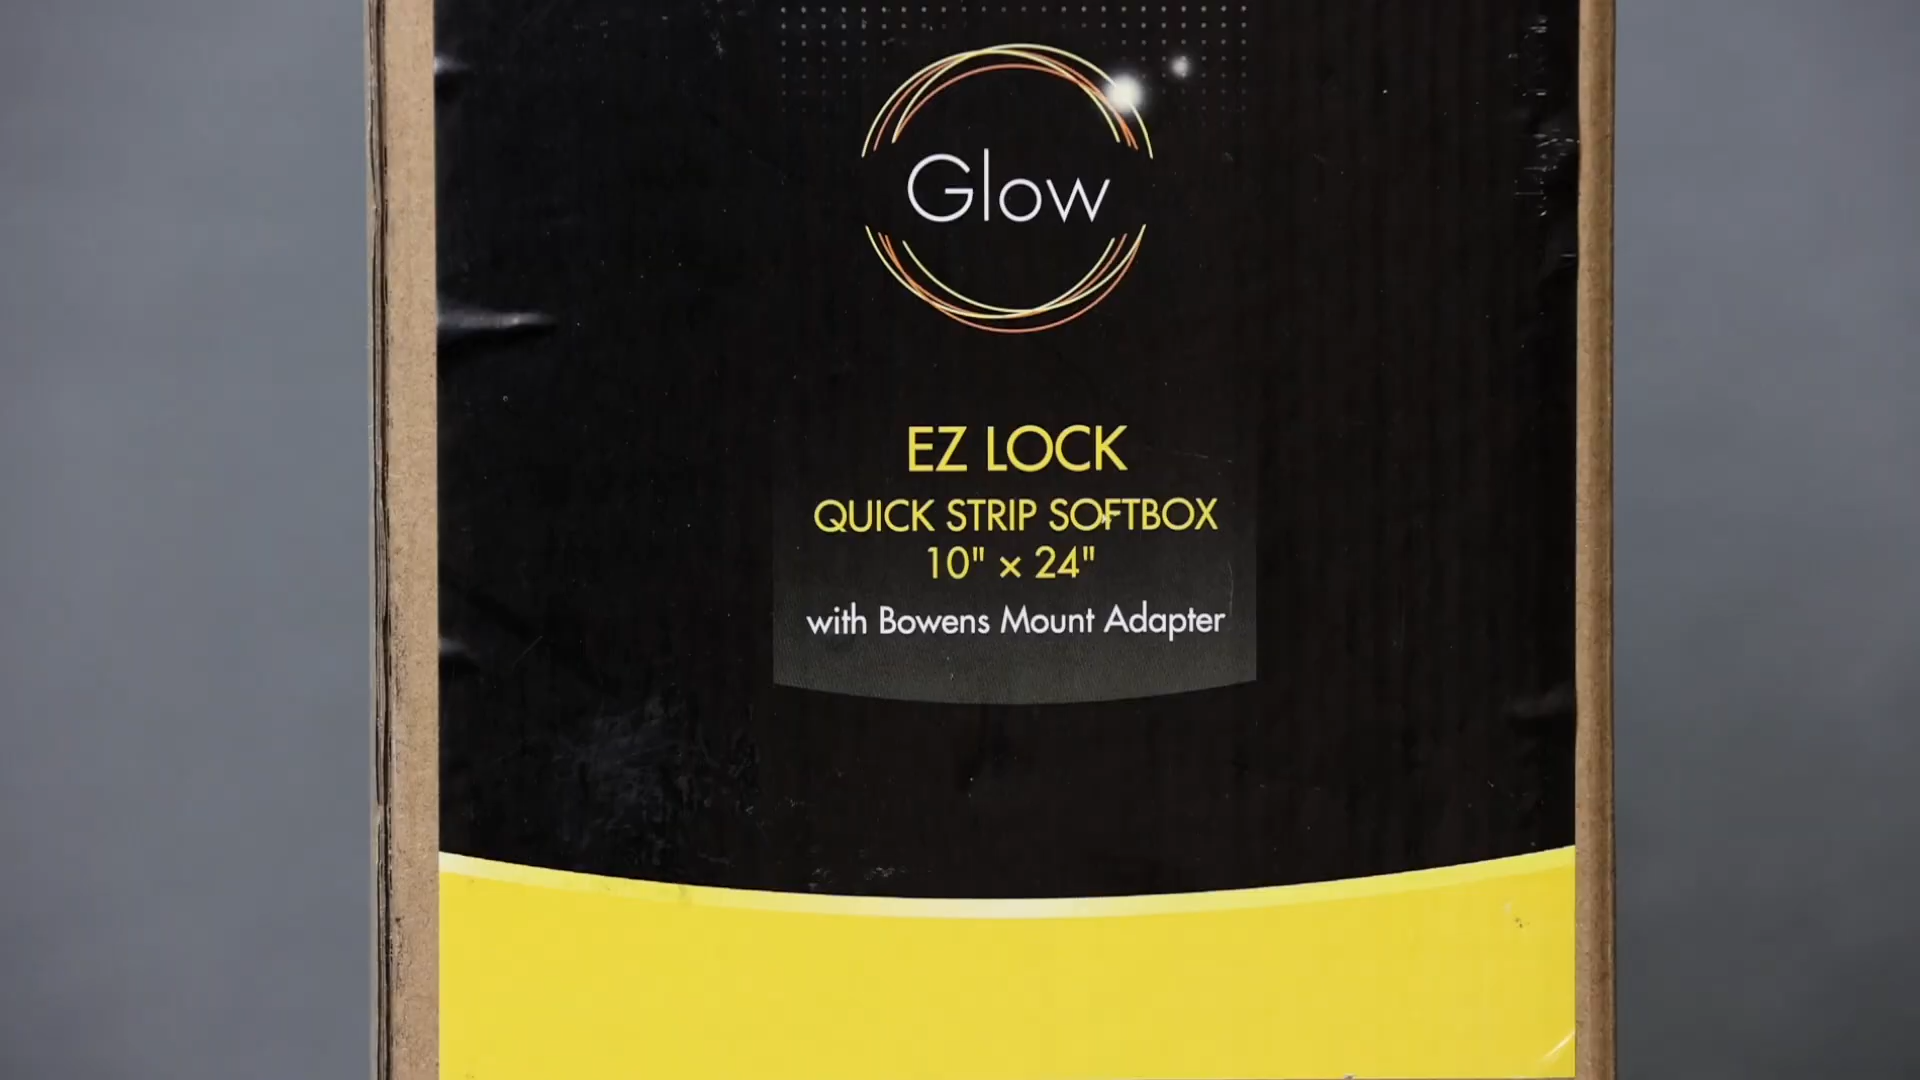 Glow
EZ LOCK
QUICK STRIP SOFTBOX
10" × 24"
with Bowens Mount Adapter